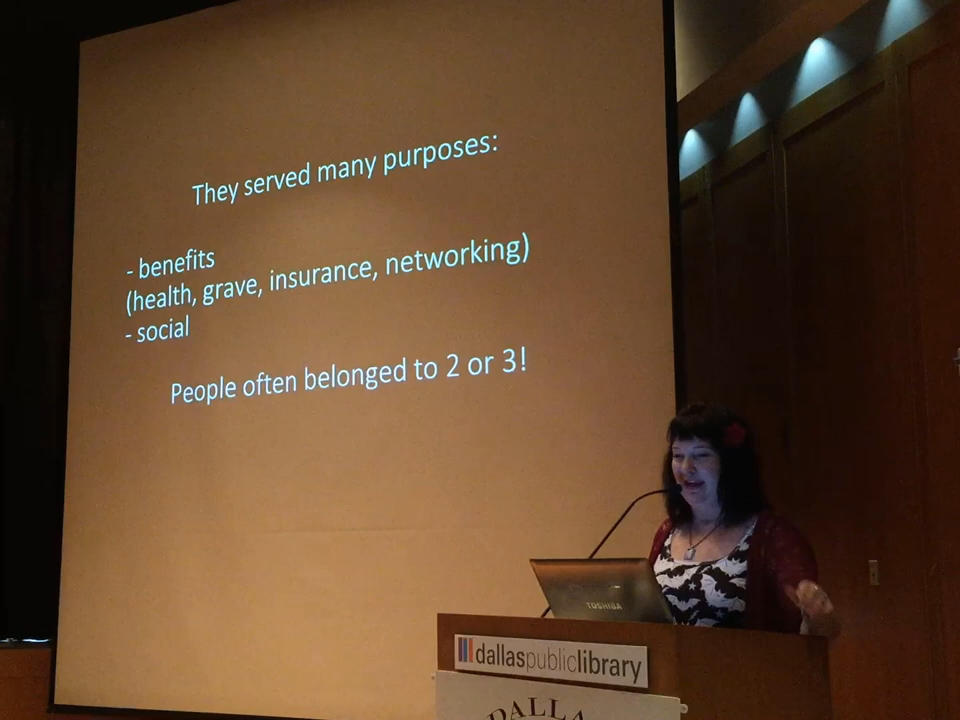 They served many purposes:
- benefits
(health, grave, insurance, networking)
- social
People often belonged to 2 or 3!
TOSHIBA
dallaspubliclibrary